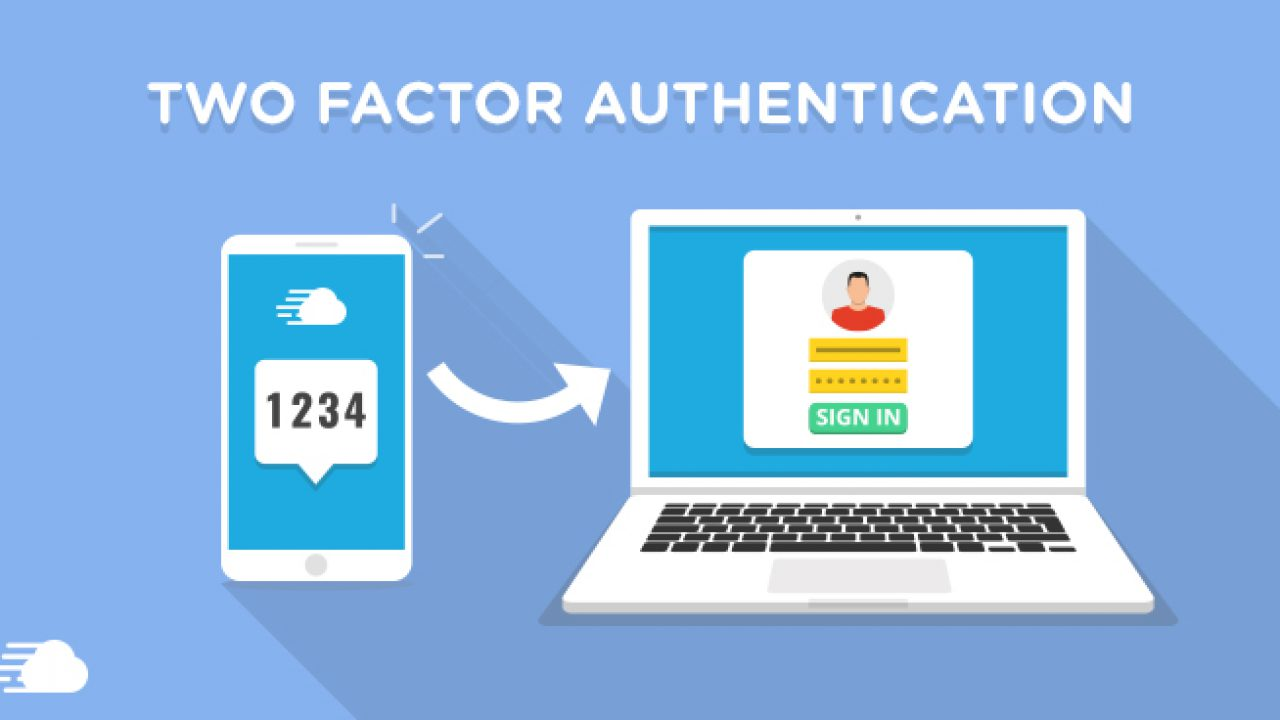 TWO FACTOR AUTHENTICATION
1234
SIGN IN